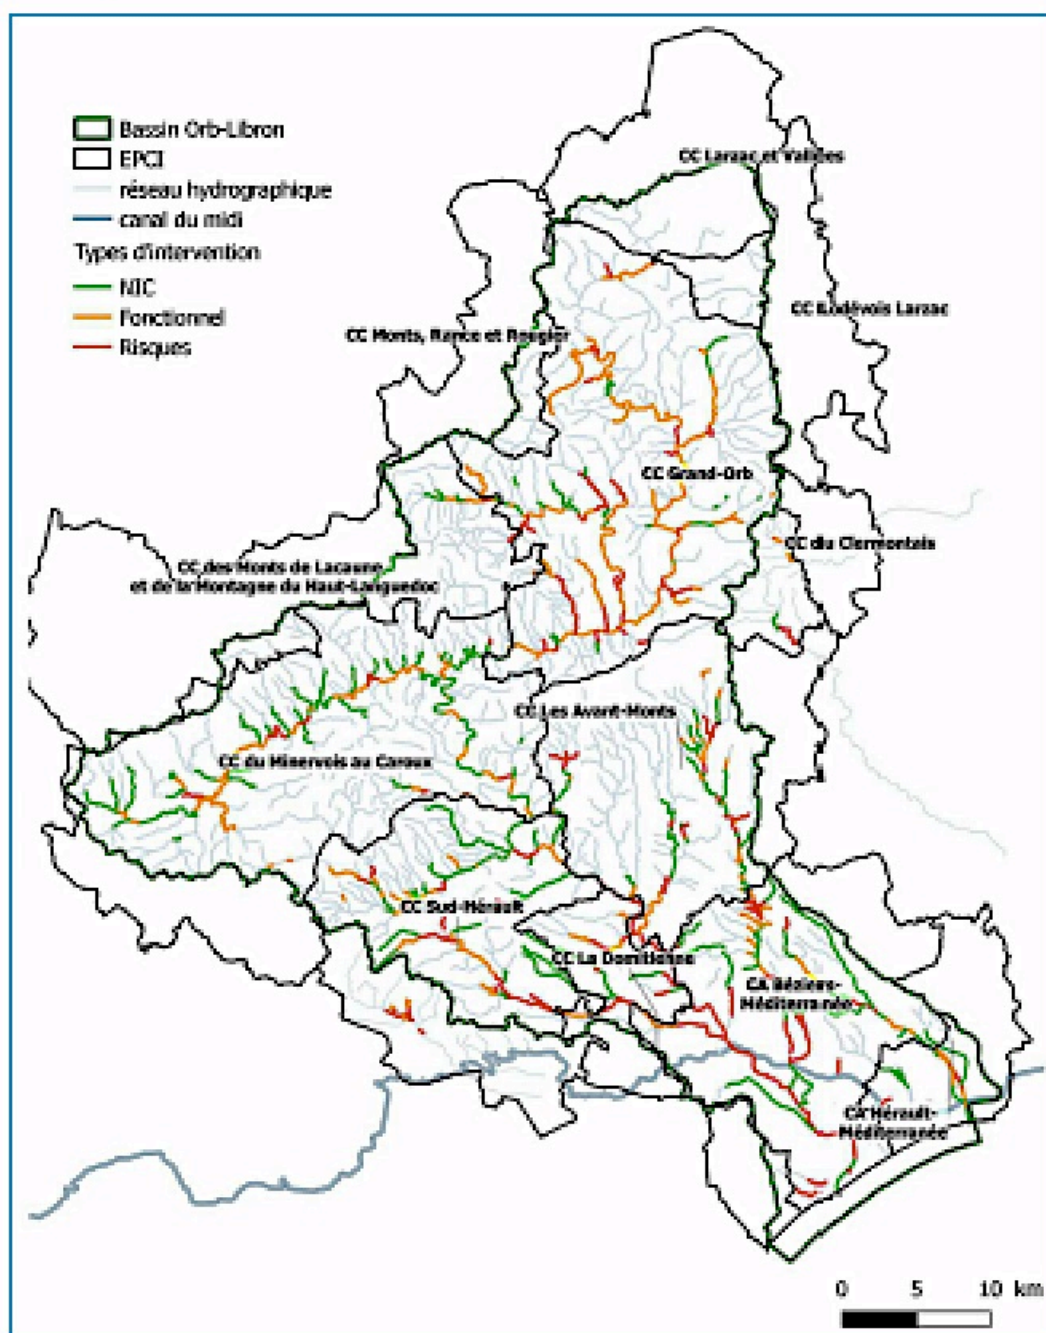 Bassin Orb-Libron
EPCI
réseau hydrographique
canal du midi
Types d'intervention
NIC
Fonctionnel
Risques
CC Larzac et Vallées
CC Lodévois Larzac
CC Monts, Rance et Rougier
CC Grand-Orb
CC du Clermontais
CC des Monts de Lacaune
et de la Montagne du Haut-Languedoc
CC Les Avant-Monts
CC du Minervois au Caroux
CC Sud-Hérault
CC La Domitienne
CA Béziers-
Méditerranée
CA Hérault-
Méditerranée
0 5 10 km